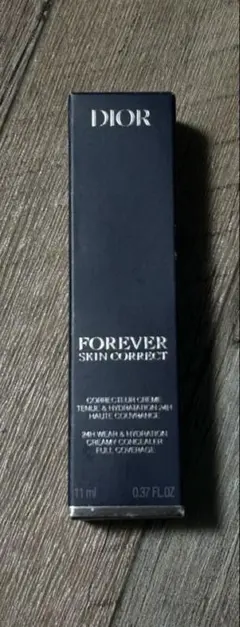 DIOR
FOREVER
SKIN CORRECT
CORRECTEUR CRÈME
TENUE & HYDRATATION 24H
HAUTE COUVRANCE
24H WEAR & HYDRATION
CREAMY CONCEALER
FULL COVERAGE
11 ml 0.37 FL.OZ